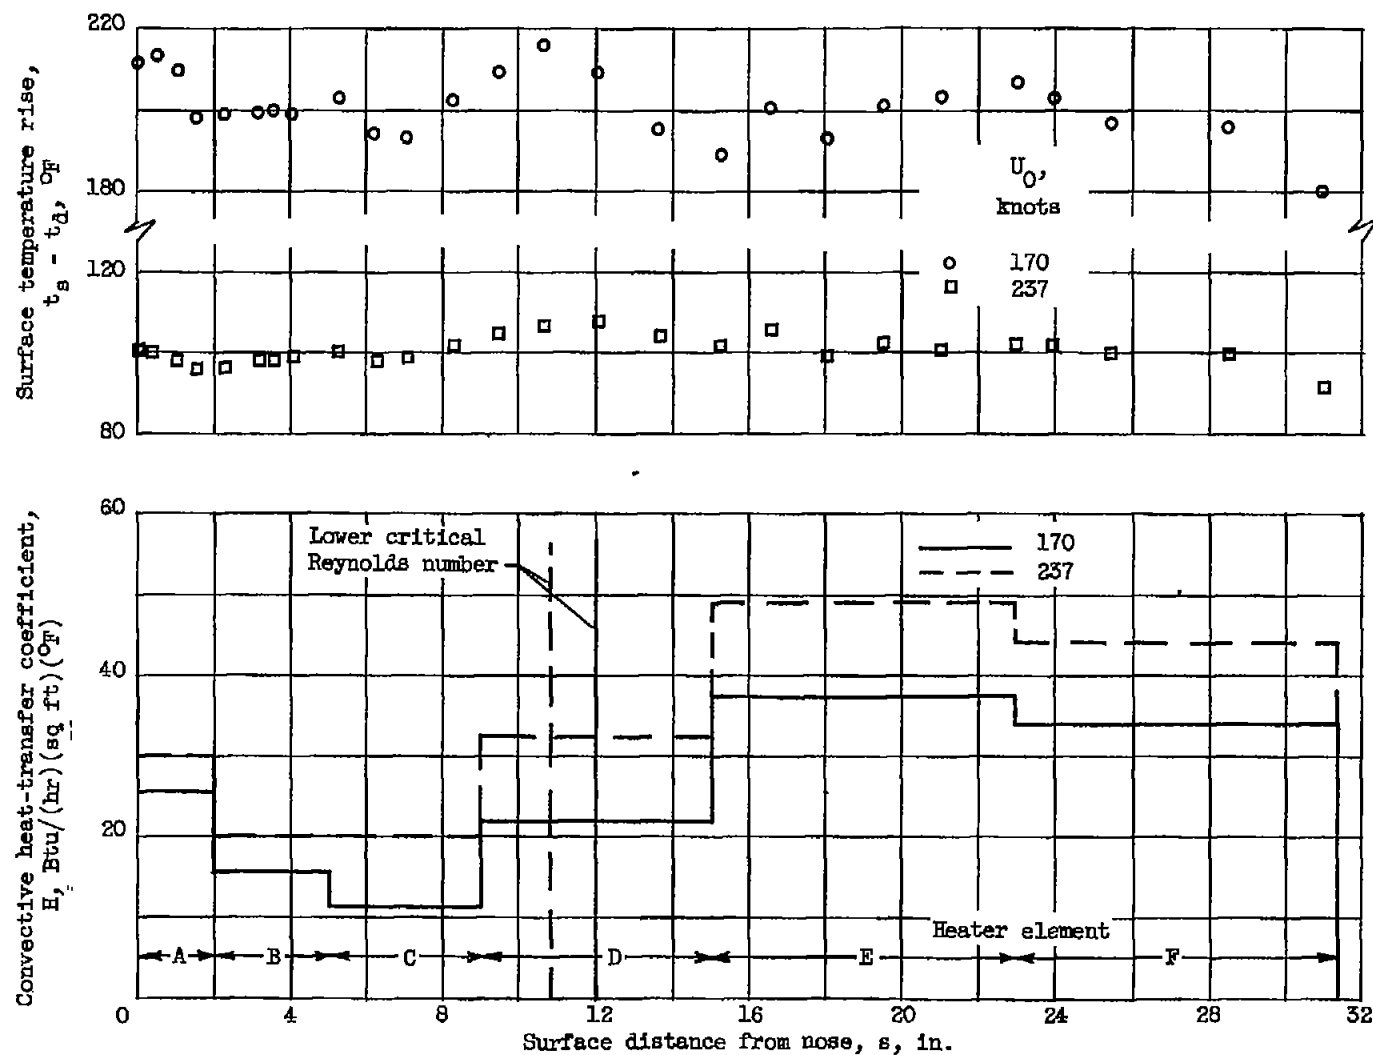 220
180
120
80
Surface temperature rise,
t_s - t_d, °F
U_0,
knots
170
237
60
40
20
0
Convective heat-transfer coefficient,
H, Btu/(hr)(sq ft)(°F)
Lower critical
Reynolds number
170
237
Heater element
A B C D E F
4 8 12 16 20 24 28 32
Surface distance from nose, s, in.